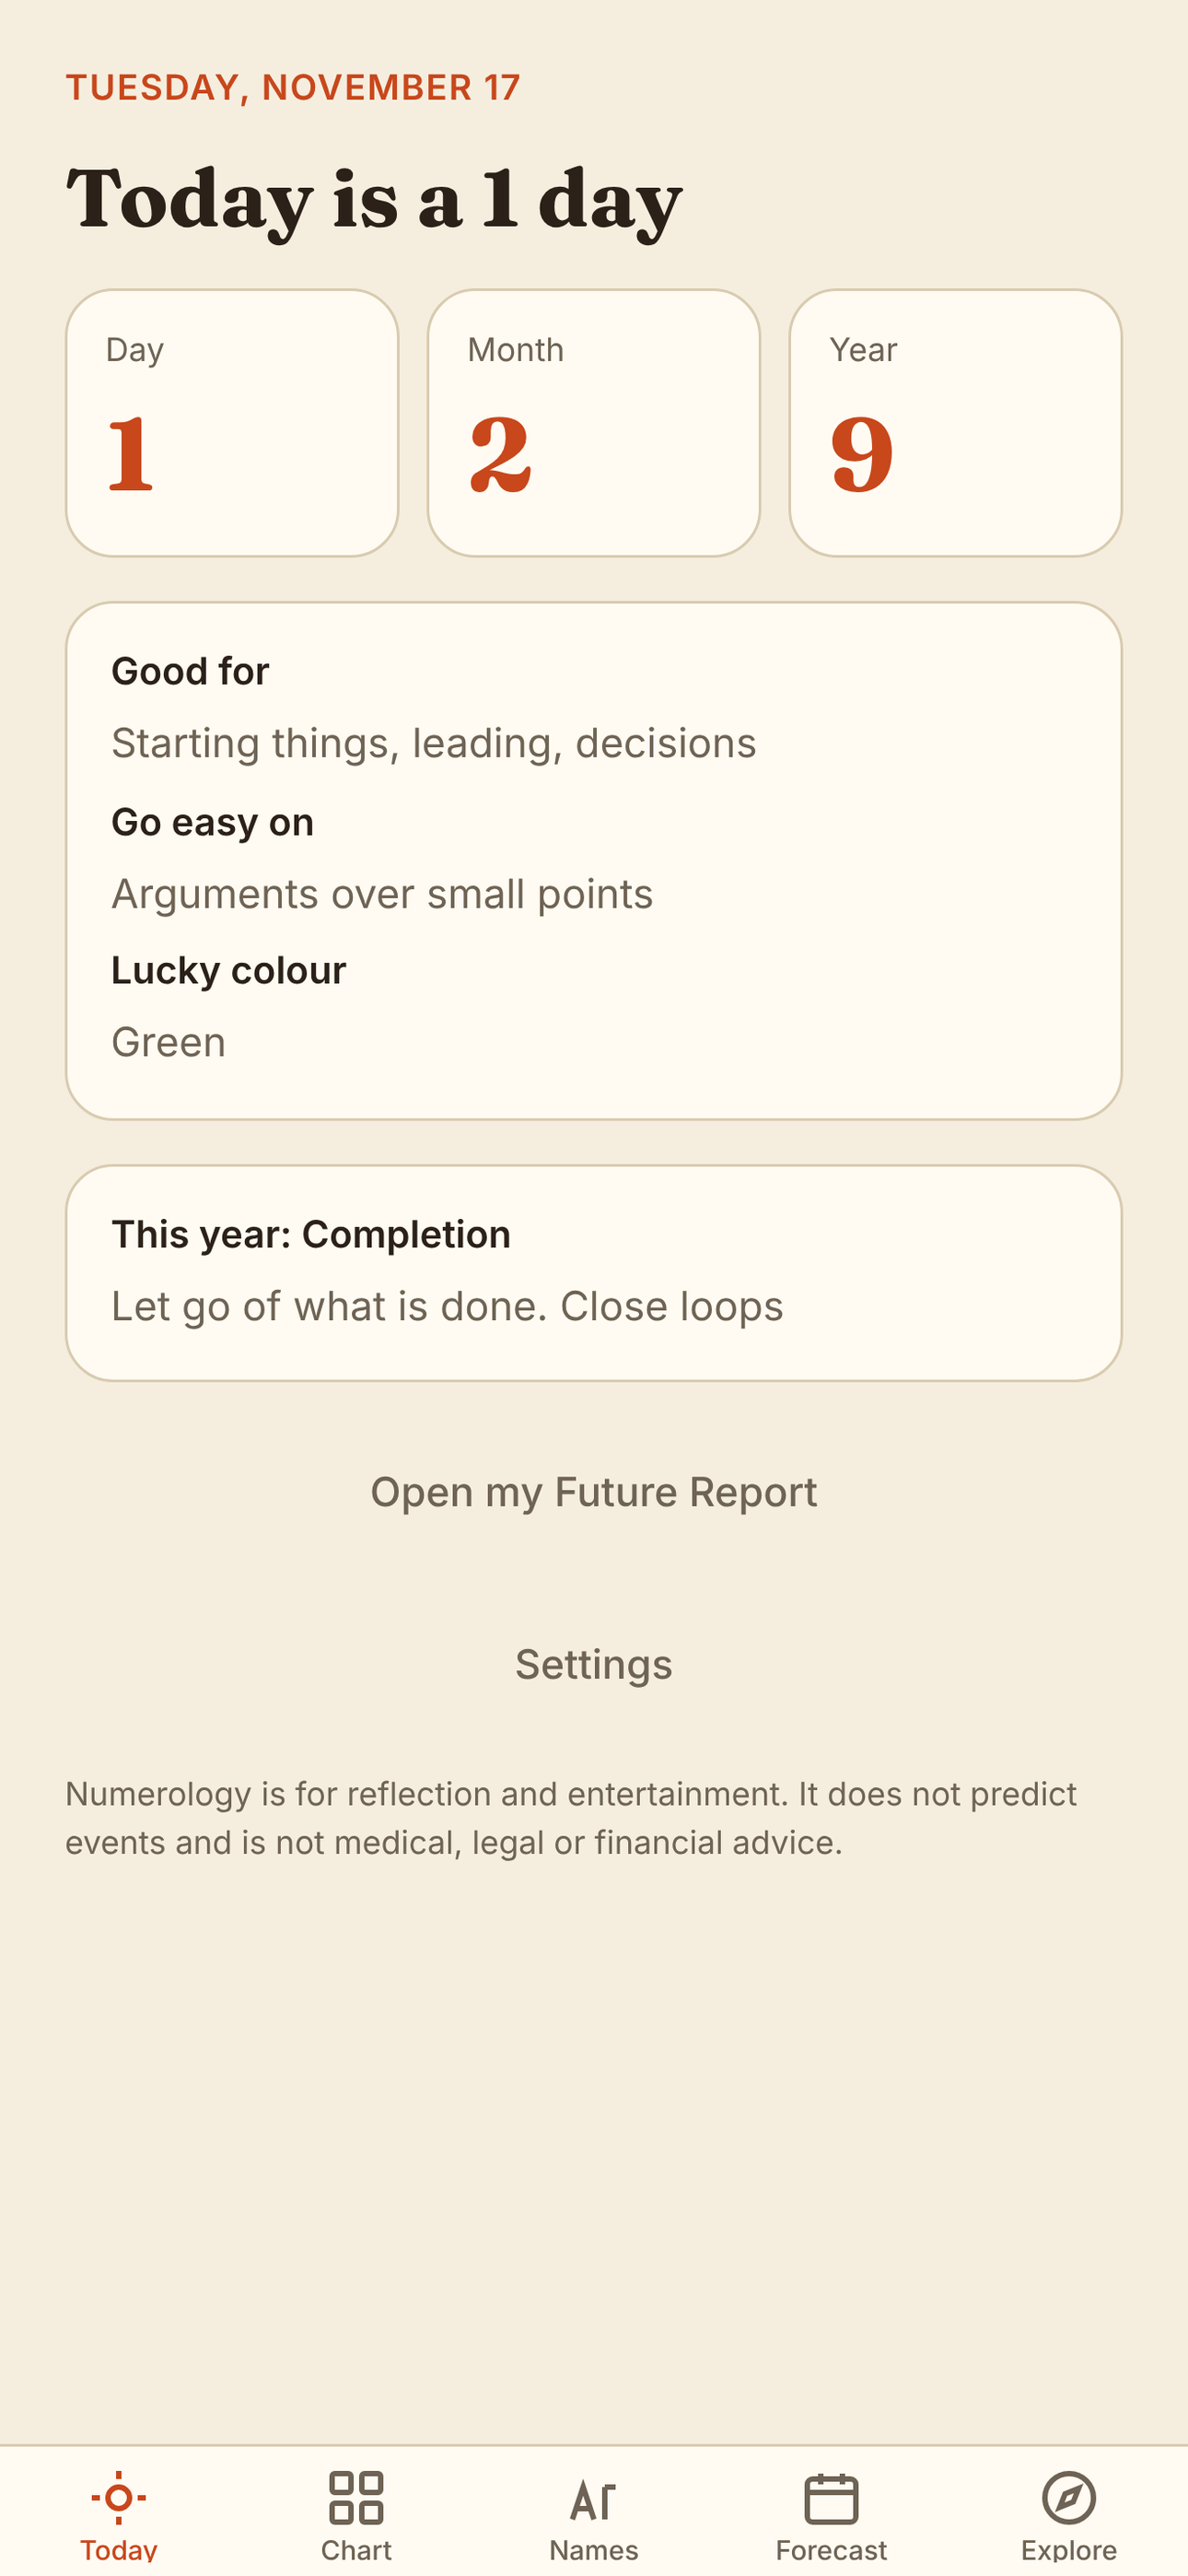 TUESDAY, NOVEMBER 17
Today is a 1 day
Day
1
Month
2
Year
9
Good for
Starting things, leading, decisions
Go easy on
Arguments over small points
Lucky colour
Green
This year: Completion
Let go of what is done. Close loops
Open my Future Report
Settings
Numerology is for reflection and entertainment. It does not predict
events and is not medical, legal or financial advice.
Today
Chart
Names
Forecast
Explore